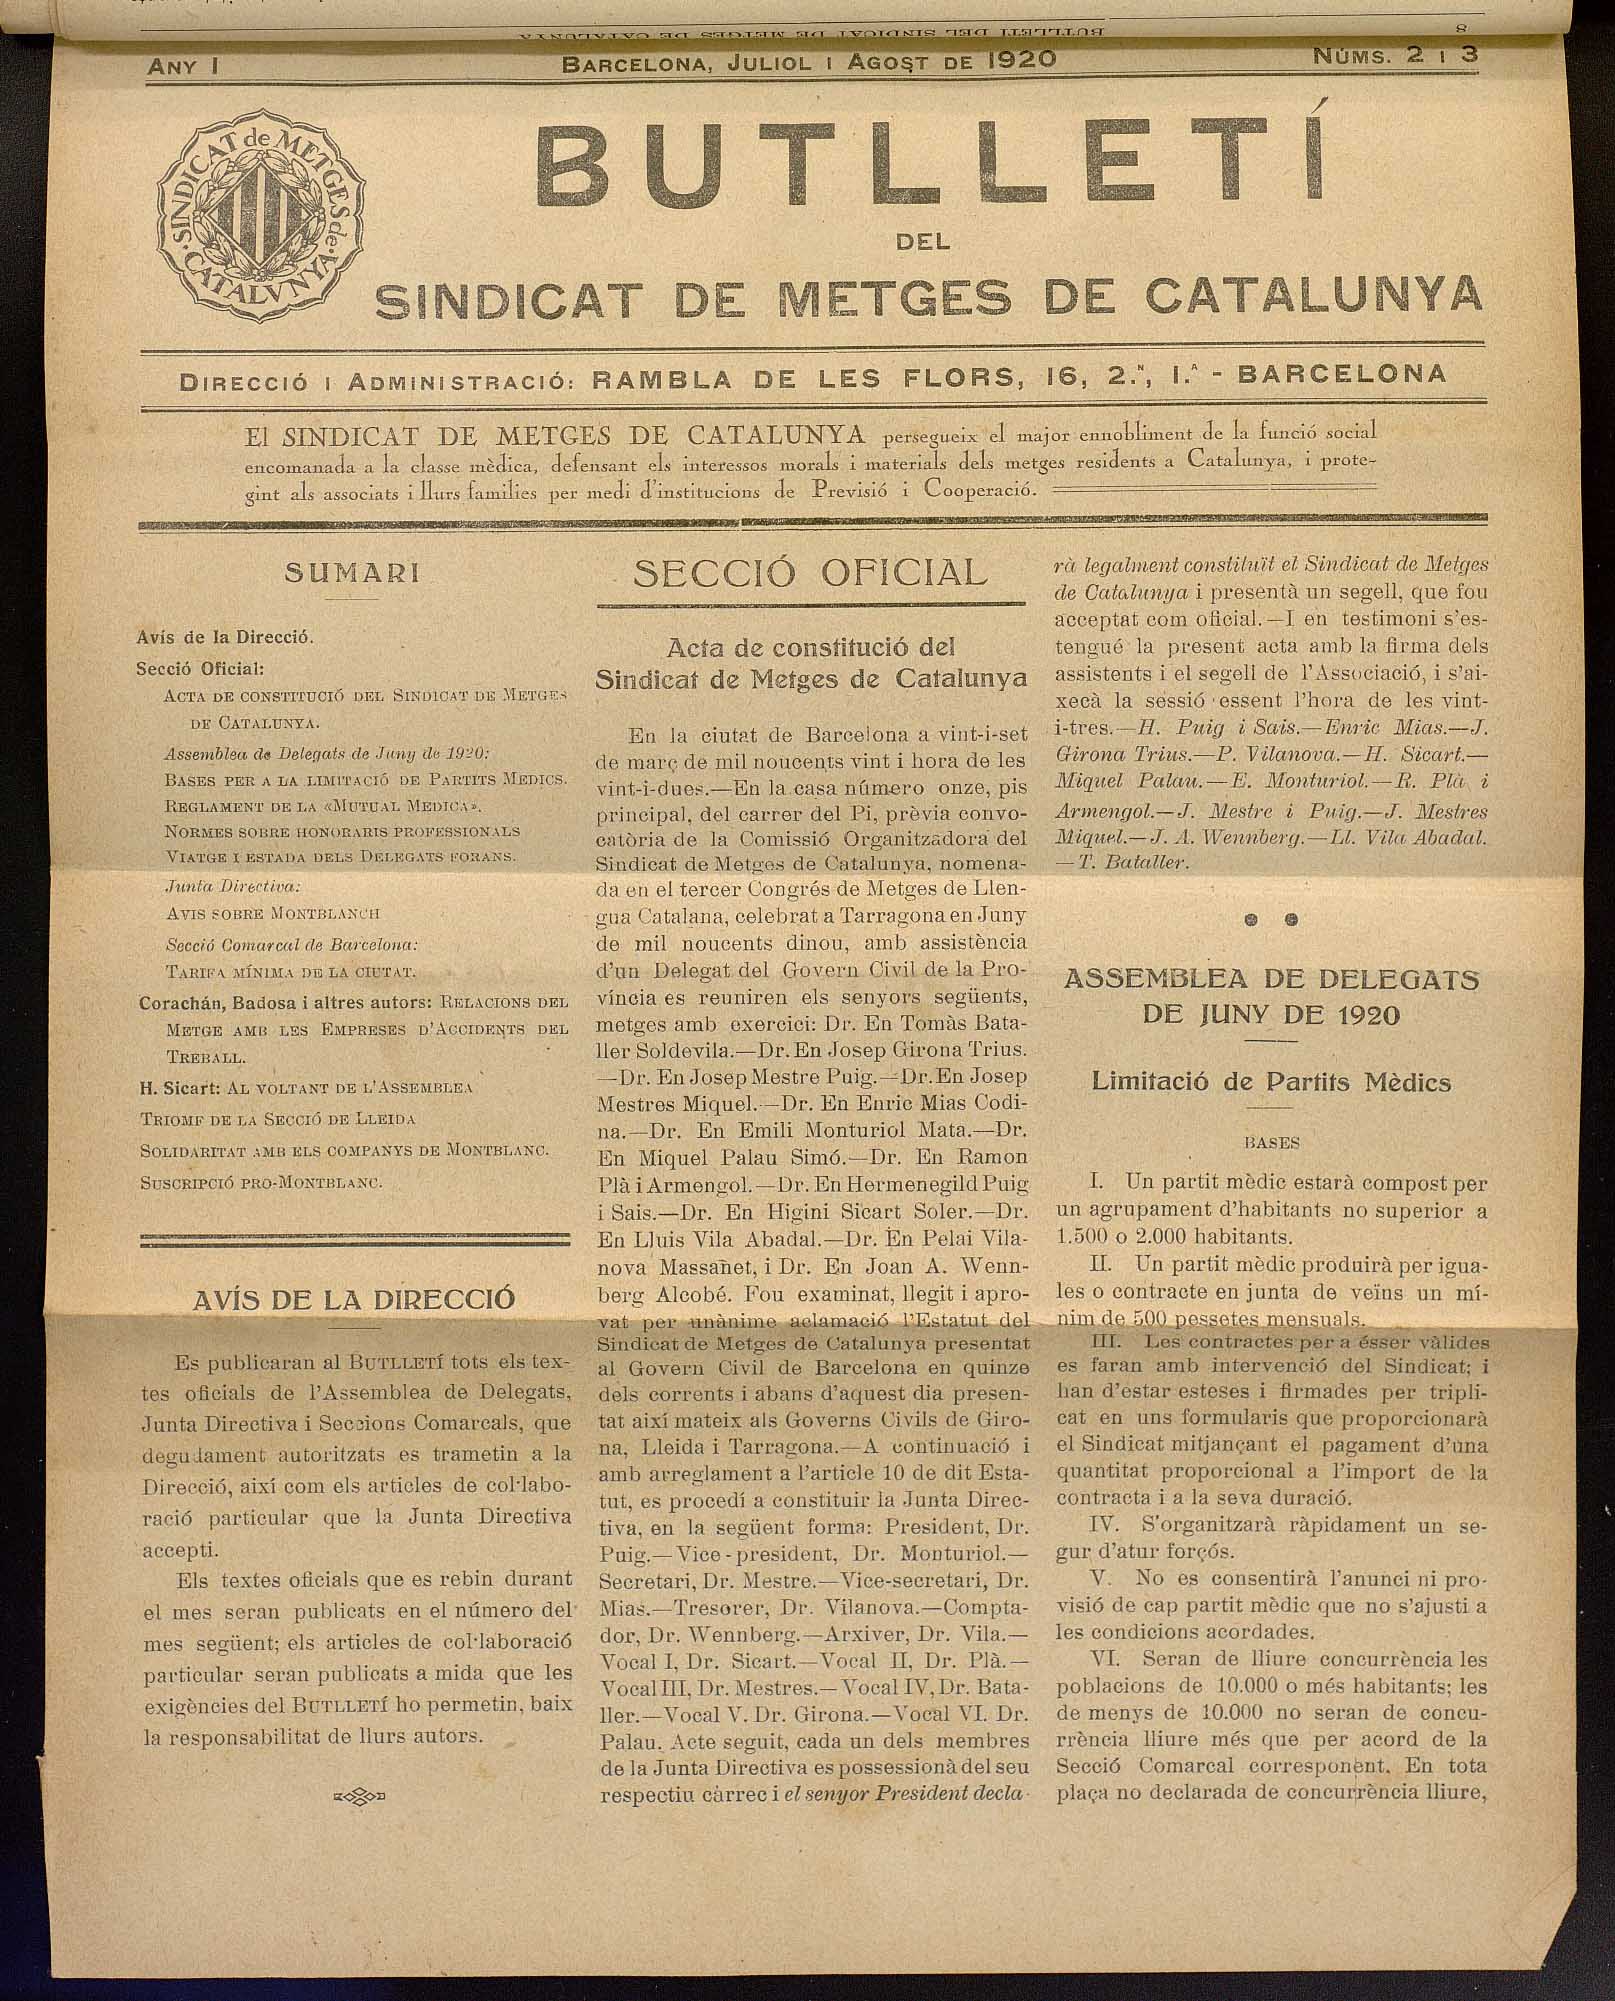 BUTLLETI DEL SINDICAT DE METGES DE CATALUNYA
8
ANY I
BARCELONA, JULIOL I AGOST DE 1920
NÚMS. 2 I 3
SINDICAT de METGES de CATALVNYA
BUTLLETÍ
DEL
SINDICAT DE METGES DE CATALUNYA
DIRECCIÓ I ADMINISTRACIÓ: RAMBLA DE LES FLORS, 16, 2.ⁿ, 1.ᴬ - BARCELONA
El SINDICAT DE METGES DE CATALUNYA persegueix el major ennobliment de la funció social
encomanada a la classe mèdica, defensant els interessos morals i materials dels metges residents a Catalunya, i prote-
gint als associats i llurs families per medi d'institucions de Previsió i Cooperació.
SUMARI
Avís de la Direcció.
Secció Oficial:
ACTA DE CONSTITUCIÓ DEL SINDICAT DE METGES
DE CATALUNYA.
Assemblea de Delegats de Juny de 1920:
BASES PER A LA LIMITACIÓ DE PARTITS MEDICS.
REGLAMENT DE LA «MUTUAL MEDICA».
NORMES SOBRE HONORARIS PROFESSIONALS
VIATGE I ESTADA DELS DELEGATS FORANS.
Junta Directiva:
AVIS SOBRE MONTBLANCH
Secció Comarcal de Barcelona:
TARIFA MÍNIMA DE LA CIUTAT.
Corachán, Badosa i altres autors: RELACIONS DEL
METGE AMB LES EMPRESES D'ACCIDENTS DEL
TREBALL.
H. Sicart: AL VOLTANT DE L'ASSEMBLEA
TRIOMF DE LA SECCIÓ DE LLEIDA
SOLIDARITAT AMB ELS COMPANYS DE MONTBLANC.
SUSCRIPCIÓ PRO-MONTBLANC.
AVÍS DE LA DIRECCIÓ
Es publicaran al BUTLLETÍ tots els tex-
tes oficials de l'Assemblea de Delegats,
Junta Directiva i Seccions Comarcals, que
degudament autoritzats es trametin a la
Direcció, així com els articles de col·labo-
ració particular que la Junta Directiva
accepti.
Els textes oficials que es rebin durant
el mes seran publicats en el número del
mes següent; els articles de col·laboració
particular seran publicats a mida que les
exigències del BUTLLETÍ ho permetin, baix
la responsabilitat de llurs autors.
SECCIÓ OFICIAL
Acta de constitució del
Sindicat de Metges de Catalunya
En la ciutat de Barcelona a vint-i-set
de març de mil noucents vint i hora de les
vint-i-dues.—En la casa número onze, pis
principal, del carrer del Pi, prèvia convo-
catòria de la Comissió Organitzadora del
Sindicat de Metges de Catalunya, nomena-
da en el tercer Congrés de Metges de Llen-
gua Catalana, celebrat a Tarragona en Juny
de mil noucents dinou, amb assistència
d'un Delegat del Govern Civil de la Pro-
víncia es reuniren els senyors següents,
metges amb exercici: Dr. En Tomàs Bata-
ller Soldevila.—Dr. En Josep Girona Trius.
—Dr. En Josep Mestre Puig.—Dr. En Josep
Mestres Miquel.—Dr. En Enric Mias Codi-
na.—Dr. En Emili Monturiol Mata.—Dr.
En Miquel Palau Simó.—Dr. En Ramon
Plà i Armengol.—Dr. En Hermenegild Puig
i Sais.—Dr. En Higini Sicart Soler.—Dr.
En Lluis Vila Abadal.—Dr. En Pelai Vila-
nova Massanet, i Dr. En Joan A. Wenn-
berg Alcobé. Fou examinat, llegit i apro-
vat per unànime aclamació l'Estatut del
Sindicat de Metges de Catalunya presentat
al Govern Civil de Barcelona en quinze
dels corrents i abans d'aquest dia presen-
tat així mateix als Governs Civils de Giro-
na, Lleida i Tarragona.—A continuació i
amb arreglament a l'article 10 de dit Esta-
tut, es procedí a constituir la Junta Direc-
tiva, en la següent forma: President, Dr.
Puig.—Vice-president, Dr. Monturiol.—
Secretari, Dr. Mestre.—Vice-secretari, Dr.
Mias.—Tresorer, Dr. Vilanova.—Compta-
dor, Dr. Wennberg.—Arxiver, Dr. Vila.—
Vocal I, Dr. Sicart.—Vocal II, Dr. Plà.—
Vocal III, Dr. Mestres.—Vocal IV, Dr. Bata-
ller.—Vocal V. Dr. Girona.—Vocal VI. Dr.
Palau. Acte seguit, cada un dels membres
de la Junta Directiva es possessionà del seu
respectiu càrrec i el senyor President decla-
rà legalment constituït el Sindicat de Metges
de Catalunya i presentà un segell, que fou
acceptat com oficial.—I en testimoni s'es-
tengué la present acta amb la firma dels
assistents i el segell de l'Associació, i s'ai-
xecà la sessió essent l'hora de les vint-
i-tres.—H. Puig i Sais.—Enric Mias.—J.
Girona Trius.—P. Vilanova.—H. Sicart.—
Miquel Palau.—E. Monturiol.—R. Plà i
Armengol.—J. Mestre i Puig.—J. Mestres
Miquel.—J. A. Wennberg.—Ll. Vila Abadal.
—T. Bataller.
ASSEMBLEA DE DELEGATS
DE JUNY DE 1920
Limitació de Partits Mèdics
BASES
I. Un partit mèdic estarà compost per
un agrupament d'habitants no superior a
1.500 o 2.000 habitants.
II. Un partit mèdic produirà per igua-
les o contracte en junta de veïns un mí-
nim de 500 pessetes mensuals.
III. Les contractes per a ésser vàlides
es faran amb intervenció del Sindicat; i
han d'estar esteses i firmades per tripli-
cat en uns formularis que proporcionarà
el Sindicat mitjançant el pagament d'una
quantitat proporcional a l'import de la
contracta i a la seva duració.
IV. S'organitzarà ràpidament un se-
gur d'atur forçós.
V. No es consentirà l'anunci ni pro-
visió de cap partit mèdic que no s'ajusti a
les condicions acordades.
VI. Seran de lliure concurrència les
poblacions de 10.000 o més habitants; les
de menys de 10.000 no seran de concu-
rrència lliure més que per acord de la
Secció Comarcal corresponent. En tota
plaça no declarada de concurrència lliure,